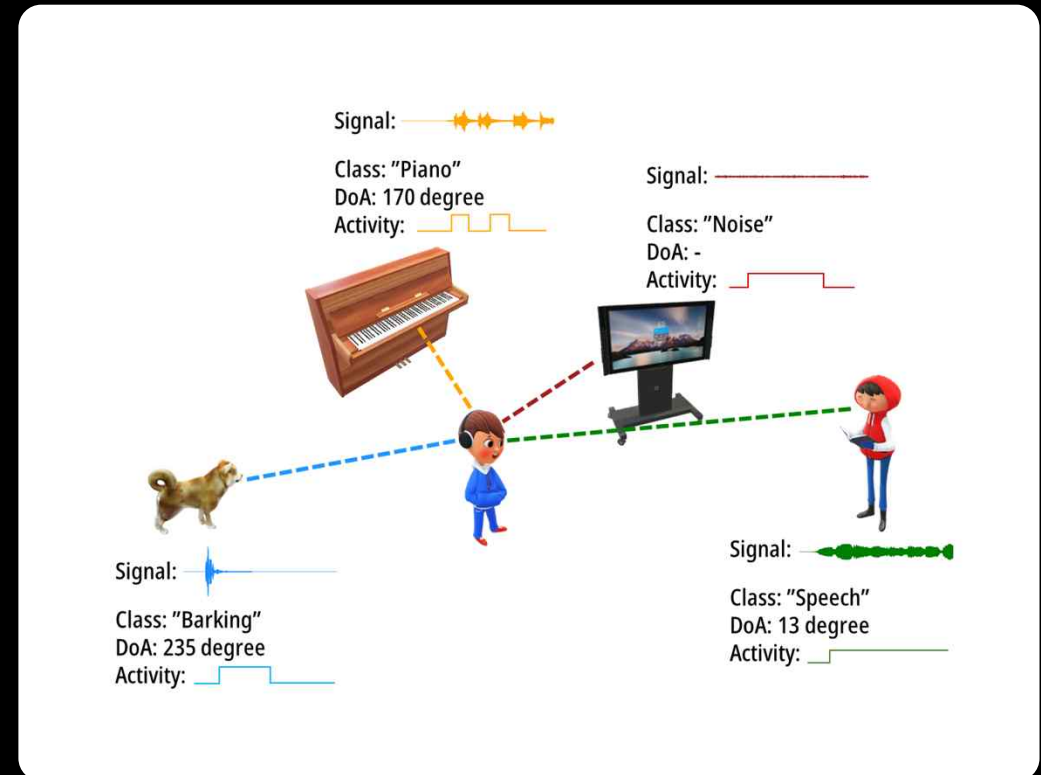 Signal:
Class: ”Piano”
DoA: 170 degree
Activity:
Signal:
Class: ”Noise”
DoA: -
Activity:
Signal:
Class: ”Barking”
DoA: 235 degree
Activity:
Signal:
Class: ”Speech”
DoA: 13 degree
Activity: